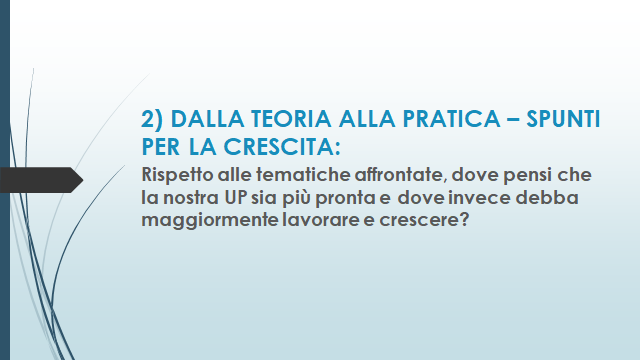 2) DALLA TEORIA ALLA PRATICA – SPUNTI
PER LA CRESCITA:
Rispetto alle tematiche affrontate, dove pensi che
la nostra UP sia più pronta e dove invece debba
maggiormente lavorare e crescere?